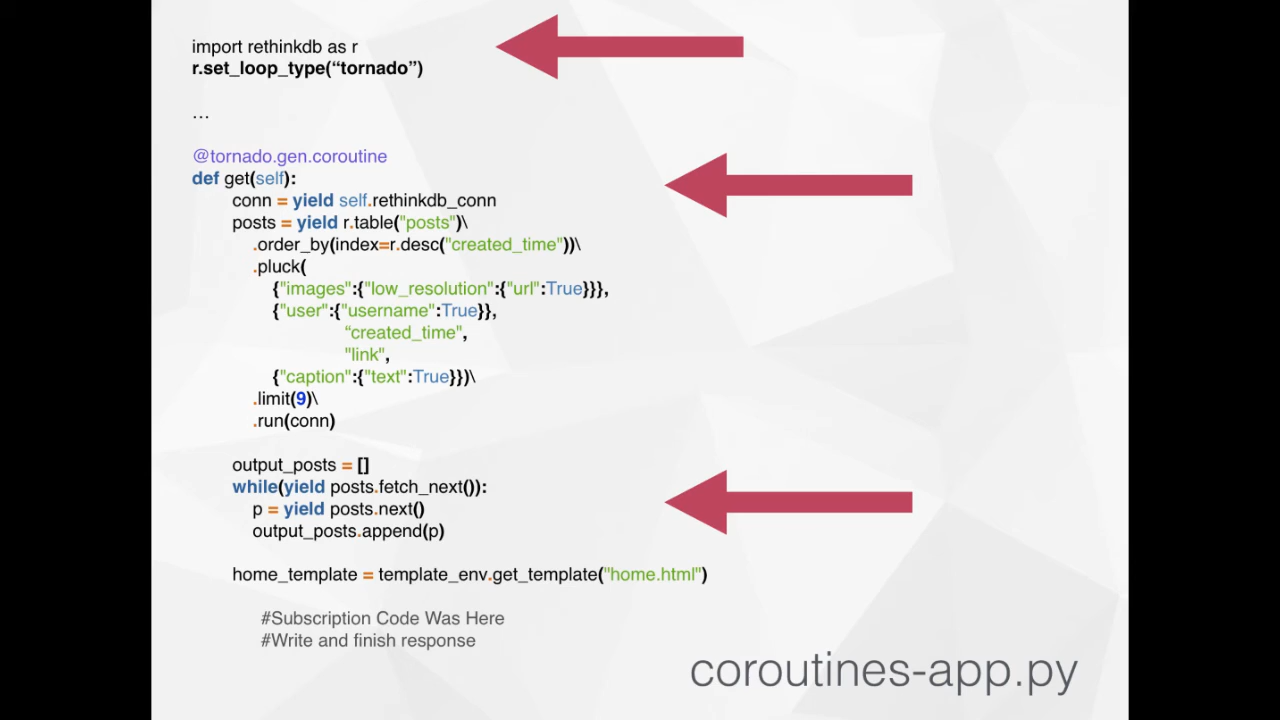 import rethinkdb as r
r.set_loop_type(“tornado”)
…
@tornado.gen.coroutine
def get(self):
conn = yield self.rethinkdb_conn
posts = yield r.table("posts")\
.order_by(index=r.desc("created_time"))\
.pluck(
{"images":{"low_resolution":{"url":True}}},
{"user":{"username":True}},
“created_time",
"link",
{"caption":{"text":True}})\
.limit(9)\
.run(conn)
output_posts = []
while(yield posts.fetch_next()):
p = yield posts.next()
output_posts.append(p)
home_template = template_env.get_template("home.html")
#Subscription Code Was Here
#Write and finish response
coroutines-app.py